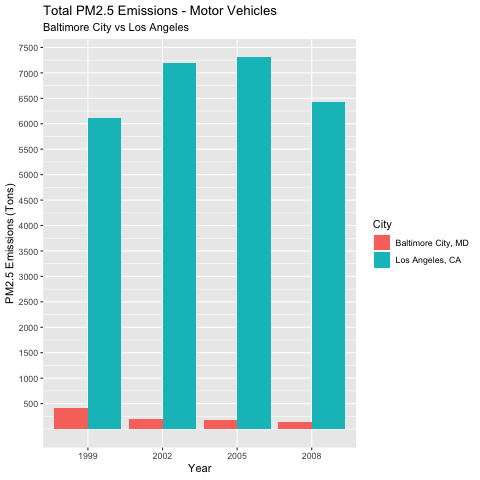 Total PM2.5 Emissions - Motor Vehicles
Baltimore City vs Los Angeles
PM2.5 Emissions (Tons)
7500
7000
6500
6000
5500
5000
4500
4000
3500
3000
2500
2000
1500
1000
500
1999 2002 2005 2008
Year
City
Baltimore City, MD
Los Angeles, CA